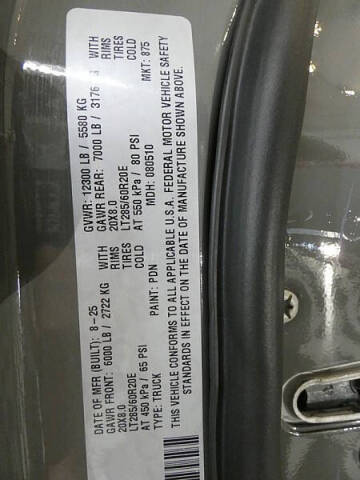 DATE OF MFR (BUILT): 8-25 GVWR: 12300 LB / 5580 KG
GAWR FRONT: 6000 LB / 2722 KG WITH GAWR REAR: 7000 LB / 3176 WITH
20X8.0 RIMS 20X8.0 RIMS
LT285/60R20E TIRES LT285/60R20E TIRES
AT 450 kPa / 65 PSI COLD AT 550 kPa / 80 PSI COLD
TYPE: TRUCK PAINT: PDN MDH: 080510 MKT: 875
THIS VEHICLE CONFORMS TO ALL APPLICABLE U.S.A. FEDERAL MOTOR VEHICLE SAFETY
STANDARDS IN EFFECT ON THE DATE OF MANUFACTURE SHOWN ABOVE.